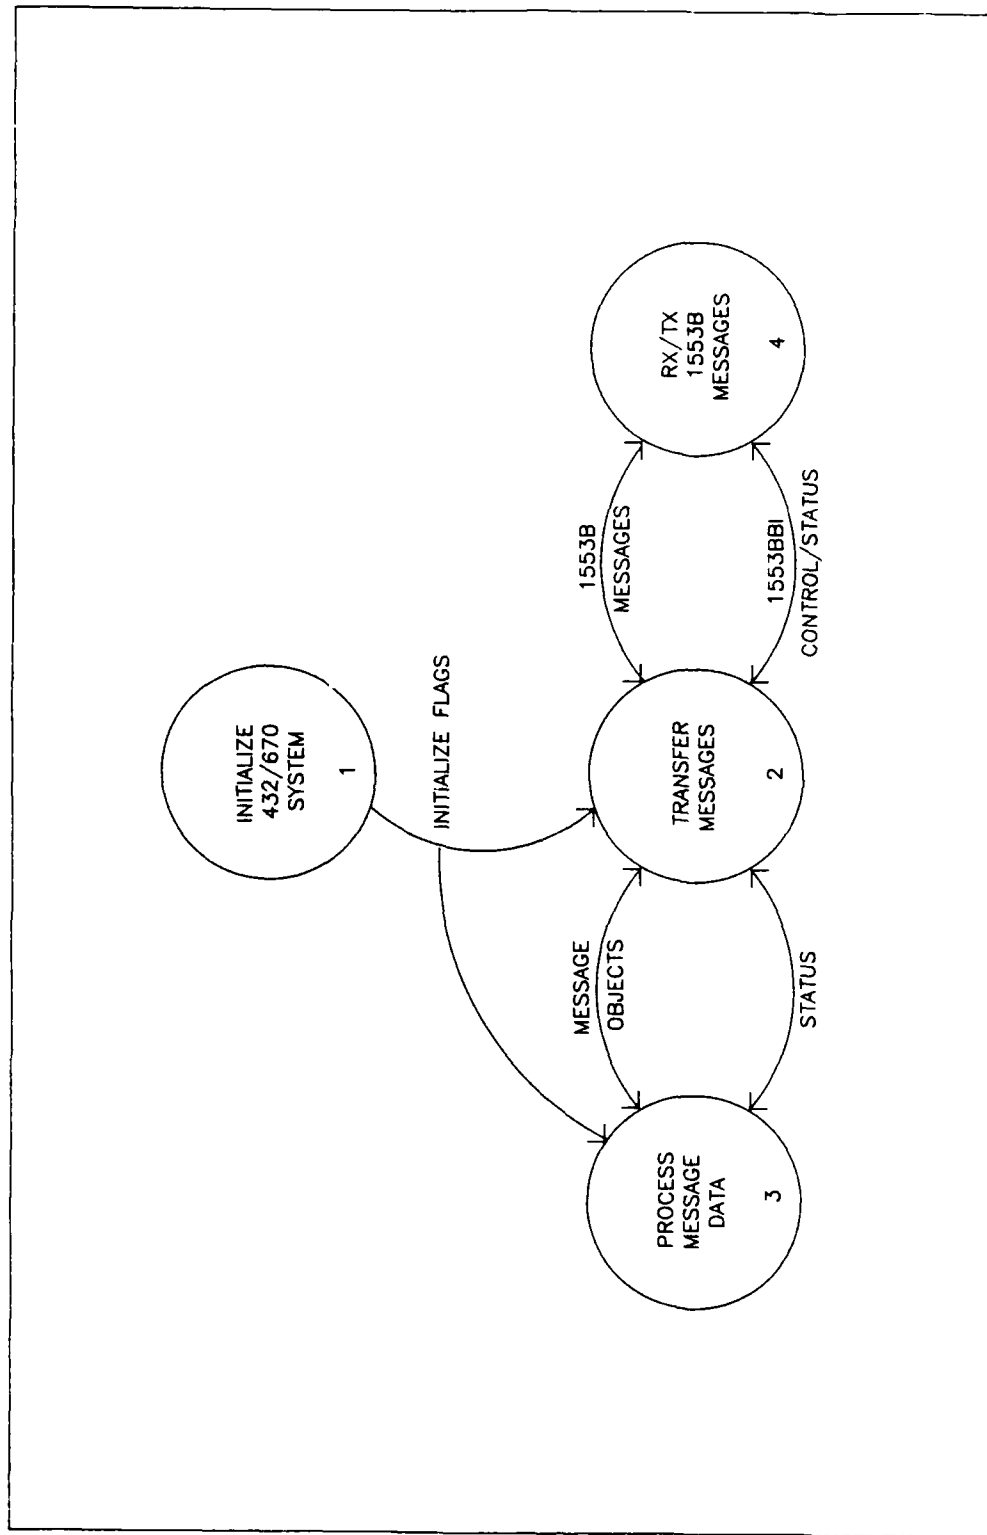 INITIALIZE
432/670
SYSTEM
1
INITIALIZE FLAGS
MESSAGE
OBJECTS
1553B
MESSAGES
PROCESS
MESSAGE
DATA
3
TRANSFER
MESSAGES
2
RX/TX
1553B
MESSAGES
4
STATUS
1553BBI
CONTROL/STATUS